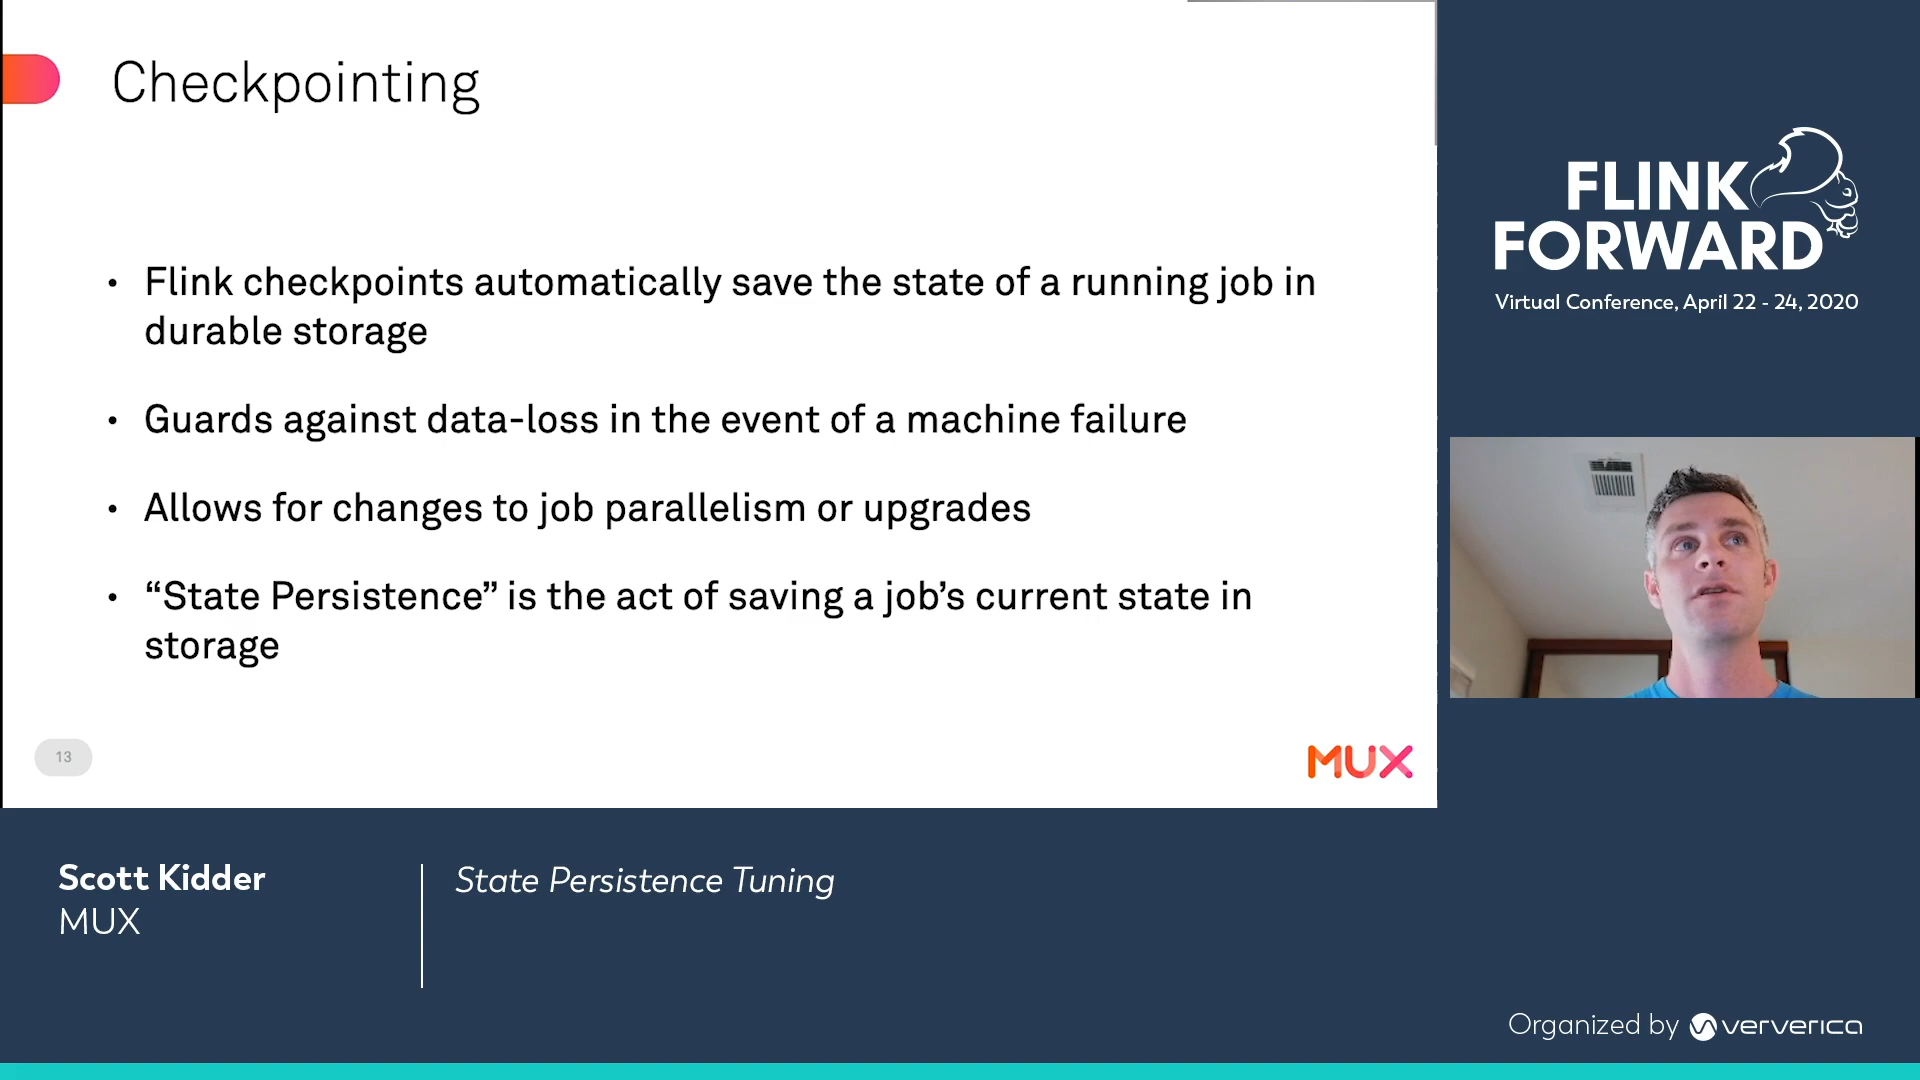 Checkpointing
• Flink checkpoints automatically save the state of a running job in
durable storage
• Guards against data-loss in the event of a machine failure
• Allows for changes to job parallelism or upgrades
• “State Persistence” is the act of saving a job’s current state in
storage
13
MUX
FLINK
FORWARD
Virtual Conference, April 22 - 24, 2020
Scott Kidder
MUX
State Persistence Tuning
Organized by ververica